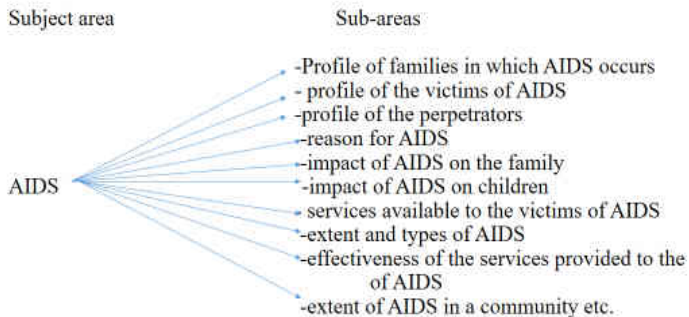 Subject area Sub-areas
-Profile of families in which AIDS occurs
- profile of the victims of AIDS
-profile of the perpetrators
-reason for AIDS
-impact of AIDS on the family
AIDS
-impact of AIDS on children
- services available to the victims of AIDS
-extent and types of AIDS
-effectiveness of the services provided to the
of AIDS
-extent of AIDS in a community etc.